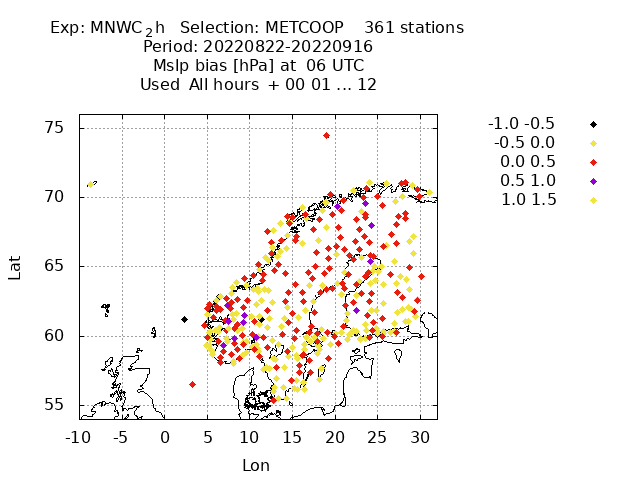 Exp: MNWC_2h   Selection: METCOOP    361 stations
Period: 20220822-20220916
Mslp bias [hPa] at  06 UTC
Used  All hours  + 00 01 ... 12
-1.0 -0.5
-0.5 0.0
0.0 0.5
0.5 1.0
1.0 1.5
75
70
65
60
55
Lat
-10 -5 0 5 10 15 20 25 30
Lon